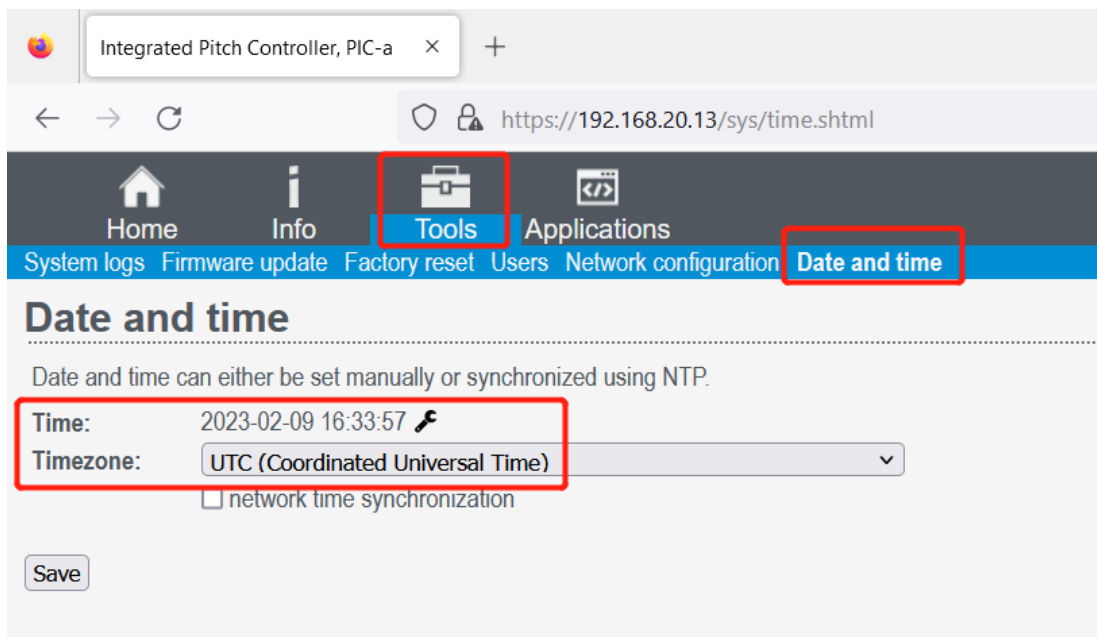 Integrated Pitch Controller, PIC-a
https://192.168.20.13/sys/time.shtml
Home Info Tools Applications
System logs Firmware update Factory reset Users Network configuration Date and time
Date and time
Date and time can either be set manually or synchronized using NTP.
Time: 2023-02-09 16:33:57
Timezone: UTC (Coordinated Universal Time)
network time synchronization
Save